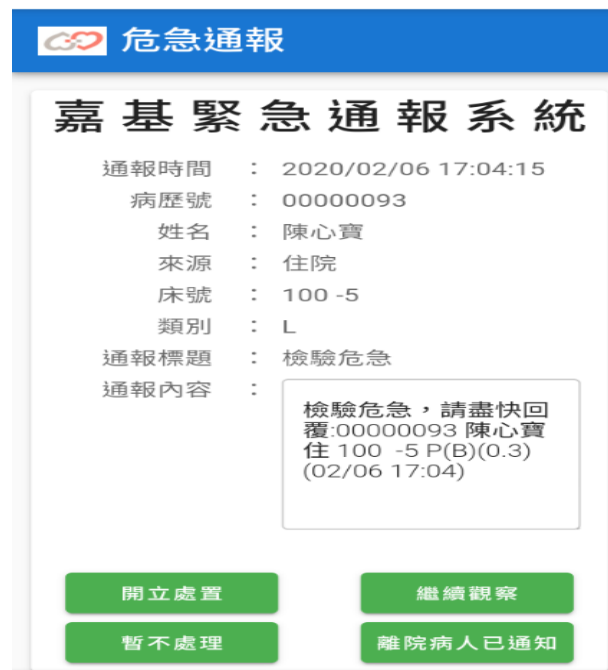 危急通報
嘉基緊急通報系統
通報時間 : 2020/02/06 17:04:15
病歷號 : 00000093
姓名 : 陳心寶
來源 : 住院
床號 : 100 -5
類別 : L
通報標題 : 檢驗危急
通報內容 :
檢驗危急，請盡快回
覆:00000093 陳心寶
住 100 -5 P(B)(0.3)
(02/06 17:04)
開立處置 繼續觀察
暫不處理 離院病人已通知